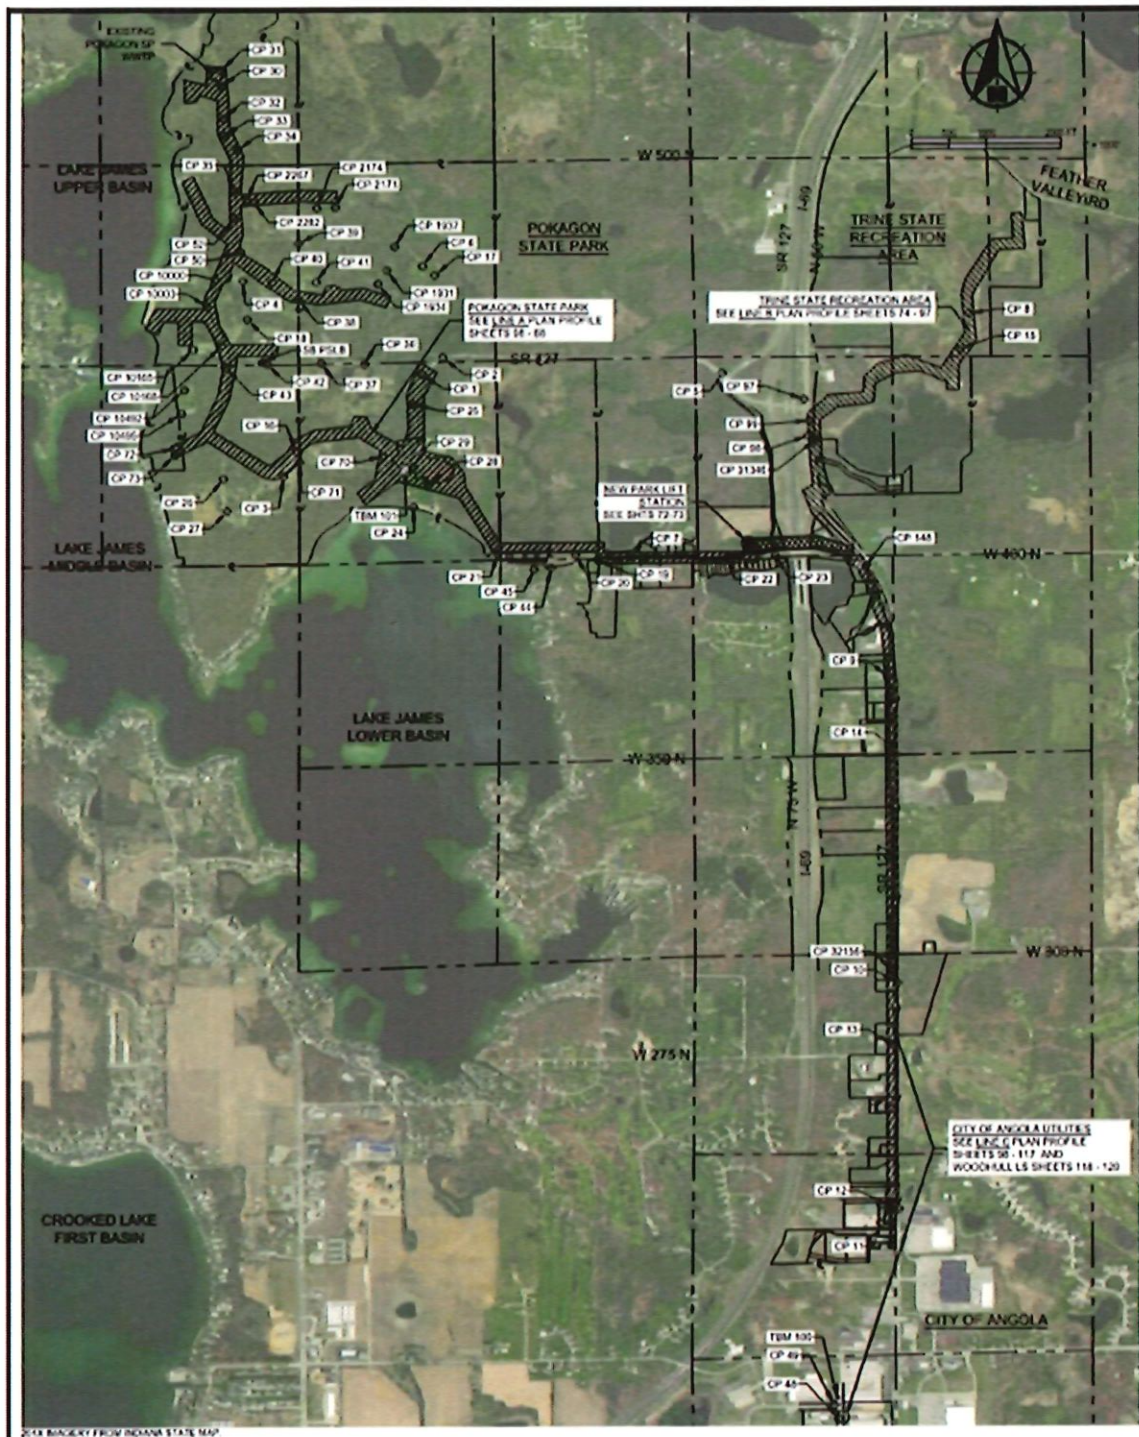 EXISTING
POKAGON SP
WWTP
CP 31
CP 30
CP 32
CP 33
CP 34
CP 35
LAKE JAMES
UPPER BASIN
CP 2267
CP 2174
CP 2171
CP 2282
CP 39
CP 1937
CP 6
CP 17
CP 52
CP 50
CP 40
CP 41
CP 10000
CP 10003
CP 4
CP 1931
CP 1934
CP 38
CP 18
POKAGON
STATE PARK
W 500 N
SR 127
I-69
TRINE STATE
RECREATION
AREA
FEATHER
VALLEY RD
POKAGON STATE PARK
SEE LINE A PLAN PROFILE
TRINE STATE RECREATION AREA
SEE LINE B PLAN PROFILE SHEETS 74 - 97
CP 8
CP 15
CP 36
SR 127
CP 2
CP 42
CP 37
CP 1
CP 25
CP 43
CP 10165
CP 10168
CP 10492
CP 72
CP 73
CP 16
CP 70
CP 71
CP 29
CP 28
CP 26
CP 27
CP 3
TBM 101
CP 24
CP 5
CP 97
CP 99
CP 98
CP 31346
NEW PARK LIFT
STATION
SEE SHTS 72-73
LAKE JAMES
MIDDLE BASIN
CP 21
CP 45
CP 44
CP 20
CP 19
CP 7
CP 22
CP 23
CP 148
W 400 N
CP 9
CP 14
LAKE JAMES
LOWER BASIN
W 350 N
N 75 W
I-69
SR 127
CP 32156
CP 10
W 300 N
CP 13
W 275 N
CITY OF ANGOLA UTILITIES
SEE LINE C PLAN PROFILE
SHEETS 98 - 117 AND
WOODHULL LS SHEETS 118 - 120
CP 12
CP 11
CROOKED LAKE
FIRST BASIN
CITY OF ANGOLA
TBM 100
CP 49
CP 48
IMAGERY FROM INDIANA STATE MAP.